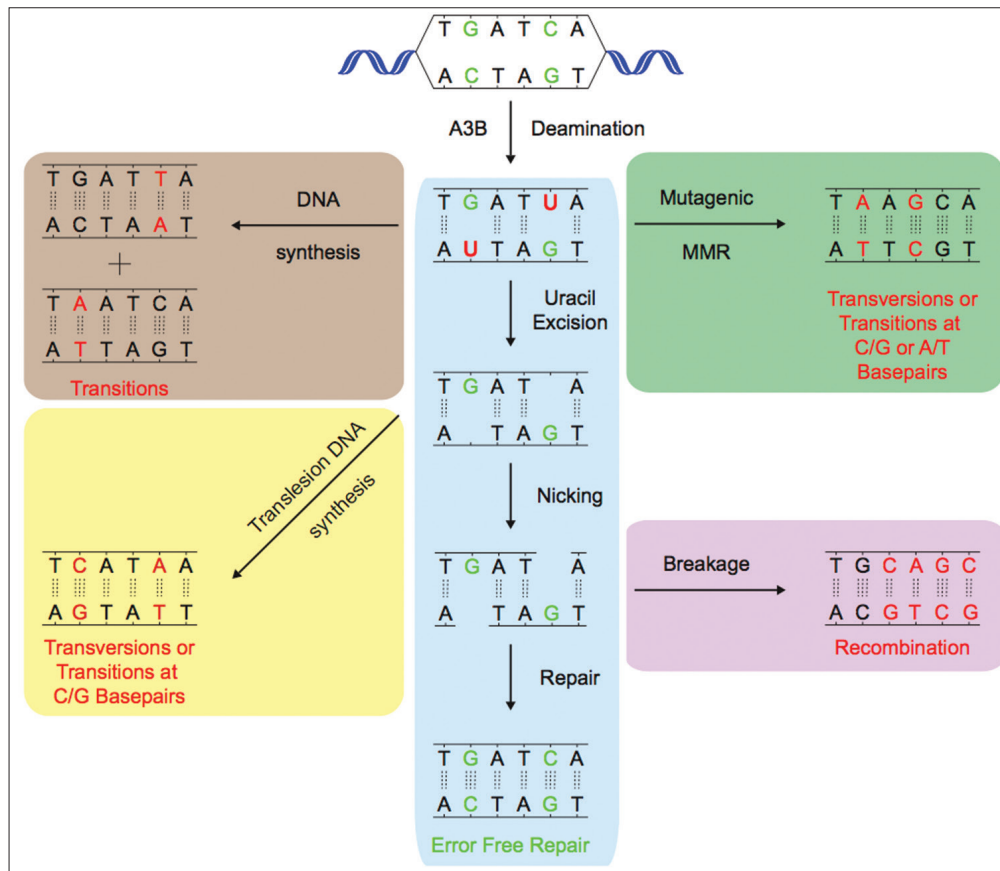 T G A T C A
A C T A G T
A3B Deamination
T G A T T A
A C T A A T
+
T A A T C A
A T T A G T
Transitions
DNA
synthesis
T G A T U A
A U T A G T
Mutagenic
MMR
T A A G C A
A T T C G T
Transversions or
Transitions at
C/G or A/T
Basepairs
Uracil
Excision
T G A T A
A T A G T
Translesion DNA
synthesis
T C A T A A
A G T A T T
Transversions or
Transitions at
C/G Basepairs
Nicking
T G A T A
A T A G T
Breakage
T G C A G C
A C G T C G
Recombination
Repair
T G A T C A
A C T A G T
Error Free Repair